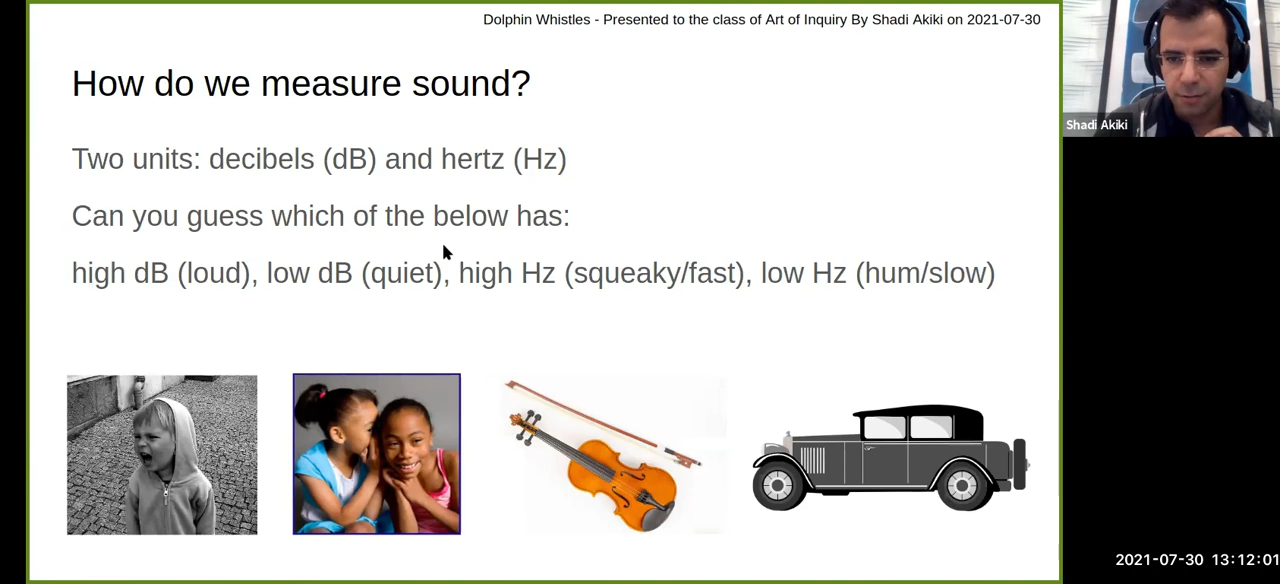 Dolphin Whistles - Presented to the class of Art of Inquiry By Shadi Akiki on 2021-07-30
How do we measure sound?
Two units: decibels (dB) and hertz (Hz)
Can you guess which of the below has:
high dB (loud), low dB (quiet), high Hz (squeaky/fast), low Hz (hum/slow)
Shadi Akiki
2021-07-30 13:12:01